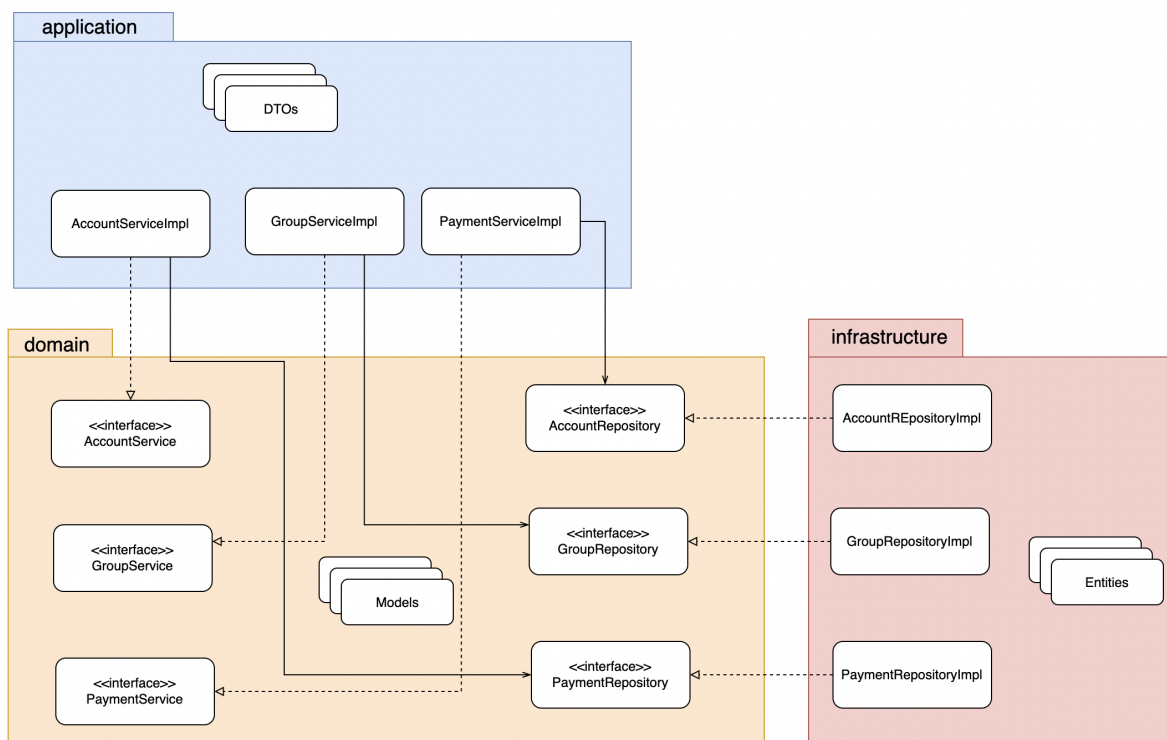 application
DTOs
AccountServiceImpl
GroupServiceImpl
PaymentServiceImpl
domain
infrastructure
<<interface>>
AccountService
<<interface>>
AccountRepository
AccountREpositoryImpl
<<interface>>
GroupService
<<interface>>
GroupRepository
GroupRepositoryImpl
Models
Entities
<<interface>>
PaymentService
<<interface>>
PaymentRepository
PaymentRepositoryImpl